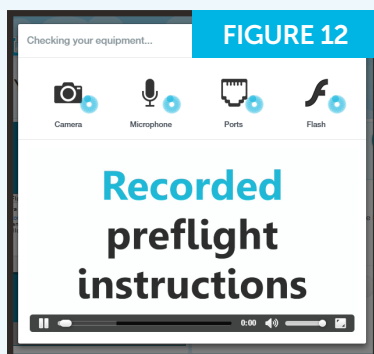 FIGURE 12
Checking your equipment...
Camera Microphone Ports Flash
Recorded
preflight
instructions
0:00